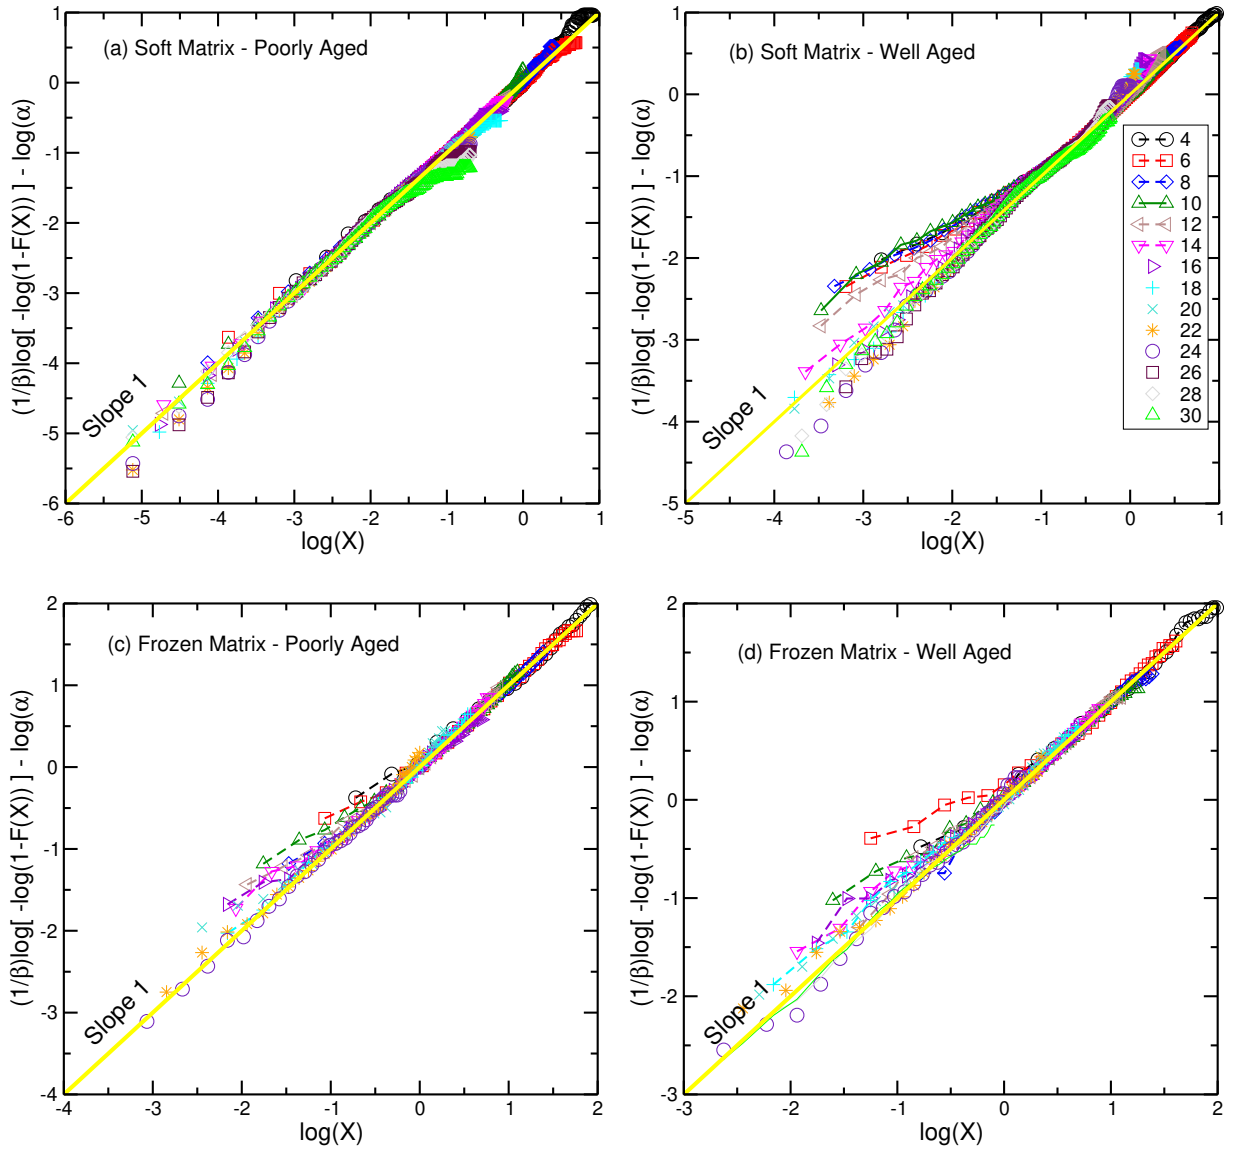 (a) Soft Matrix - Poorly Aged
(1/β)log[ -log(1-F(X)) ] - log(α)
1
0
-1
-2
-3
-4
-5
-6
Slope 1
-6 -5 -4 -3 -2 -1 0 1
log(X)
(b) Soft Matrix - Well Aged
(1/β)log[ -log(1-F(X)) ] - log(α)
1
0
-1
-2
-3
-4
-5
Slope 1
4
6
8
10
12
14
16
18
20
22
24
26
28
30
-5 -4 -3 -2 -1 0 1
log(X)
(c) Frozen Matrix - Poorly Aged
(1/β)log[ -log(1-F(X)) ] - log(α)
2
1
0
-1
-2
-3
-4
Slope 1
-4 -3 -2 -1 0 1 2
log(X)
(d) Frozen Matrix - Well Aged
(1/β)log[ -log(1-F(X)) ] - log(α)
2
1
0
-1
-2
-3
Slope 1
-3 -2 -1 0 1 2
log(X)